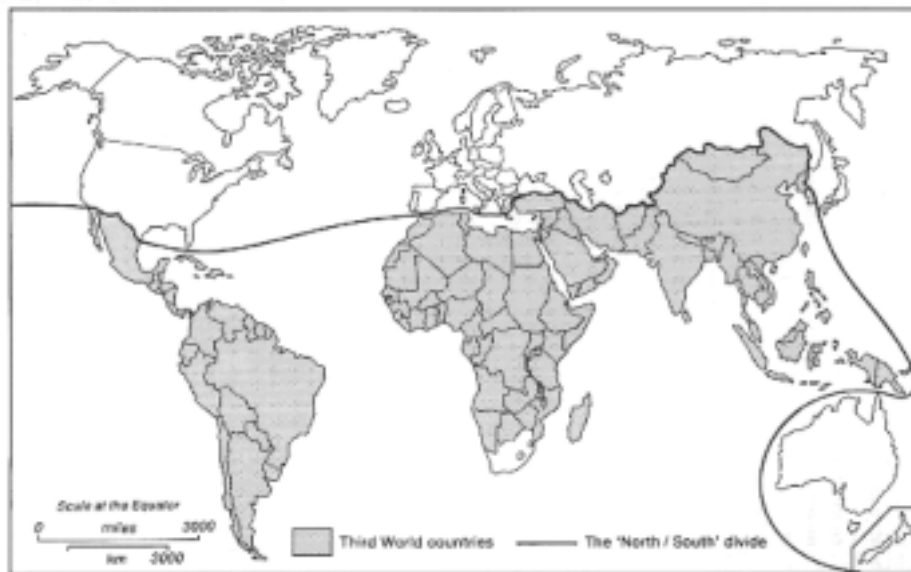 Scale at the Equator
0 miles 3000
km 3000
Third World countries
The 'North / South' divide